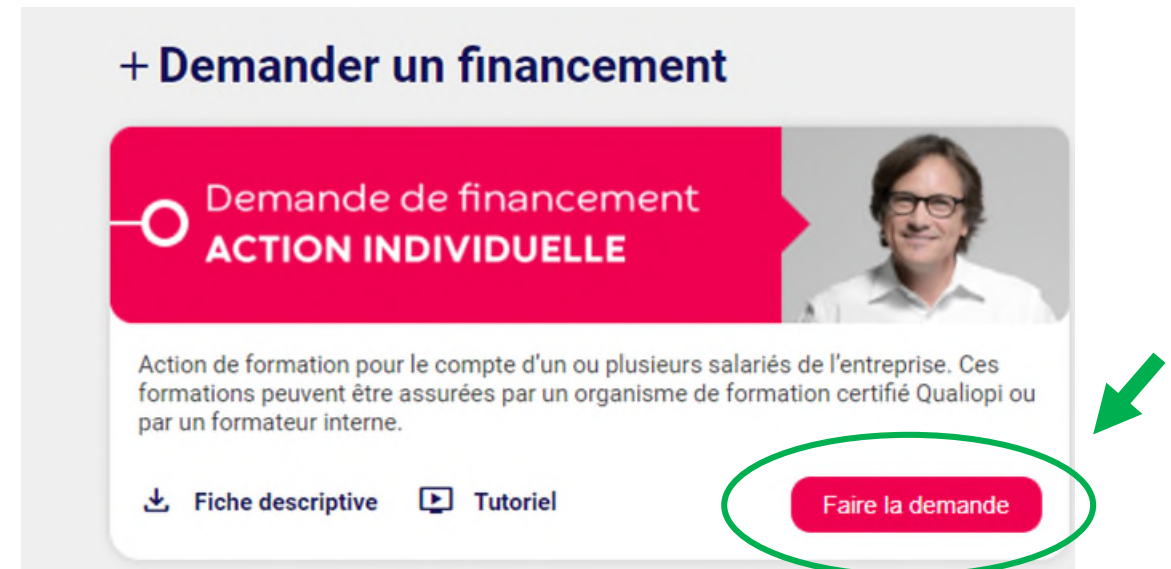 + Demander un financement
Demande de financement
ACTION INDIVIDUELLE
Action de formation pour le compte d'un ou plusieurs salariés de l'entreprise. Ces
formations peuvent être assurées par un organisme de formation certifié Qualiopi ou
par un formateur interne.
Fiche descriptive Tutoriel Faire la demande